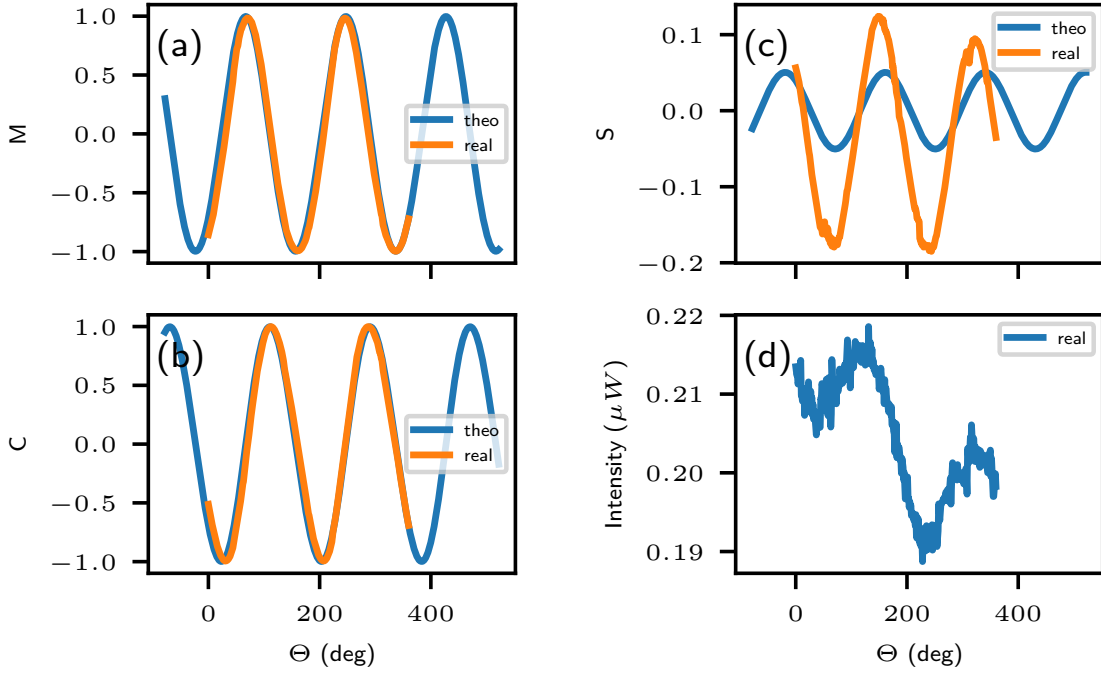 (a)
1.0
0.5
0.0
−0.5
−1.0
M
theo
real
(c)
0.1
0.0
−0.1
−0.2
S
theo
real
(b)
1.0
0.5
0.0
−0.5
−1.0
C
theo
real
0
200
400
Θ (deg)
(d)
0.22
0.21
0.20
0.19
Intensity (μW)
real
0
200
400
Θ (deg)